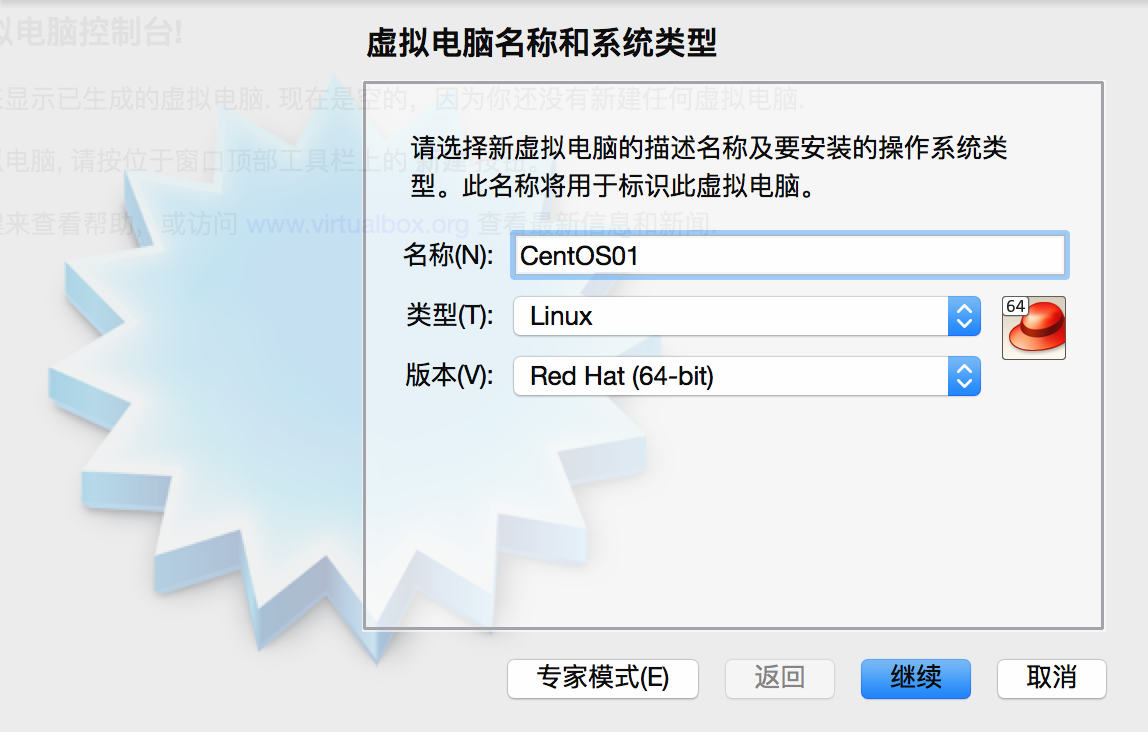 拟电脑控制台!
虚拟电脑名称和系统类型
显示已生成的虚拟电脑. 现在是空的，因为你还没有新建任何虚拟电脑.
请选择新虚拟电脑的描述名称及要安装的操作系统类
电脑, 请按位于窗口顶部工具栏上的 新建 按钮.
型。此名称将用于标识此虚拟电脑。
来查看帮助，或访问 www.virtualbox.org 查看最新信息和新闻.
名称(N): CentOS01
类型(T): Linux
64
版本(V): Red Hat (64-bit)
专家模式(E) 返回 继续 取消